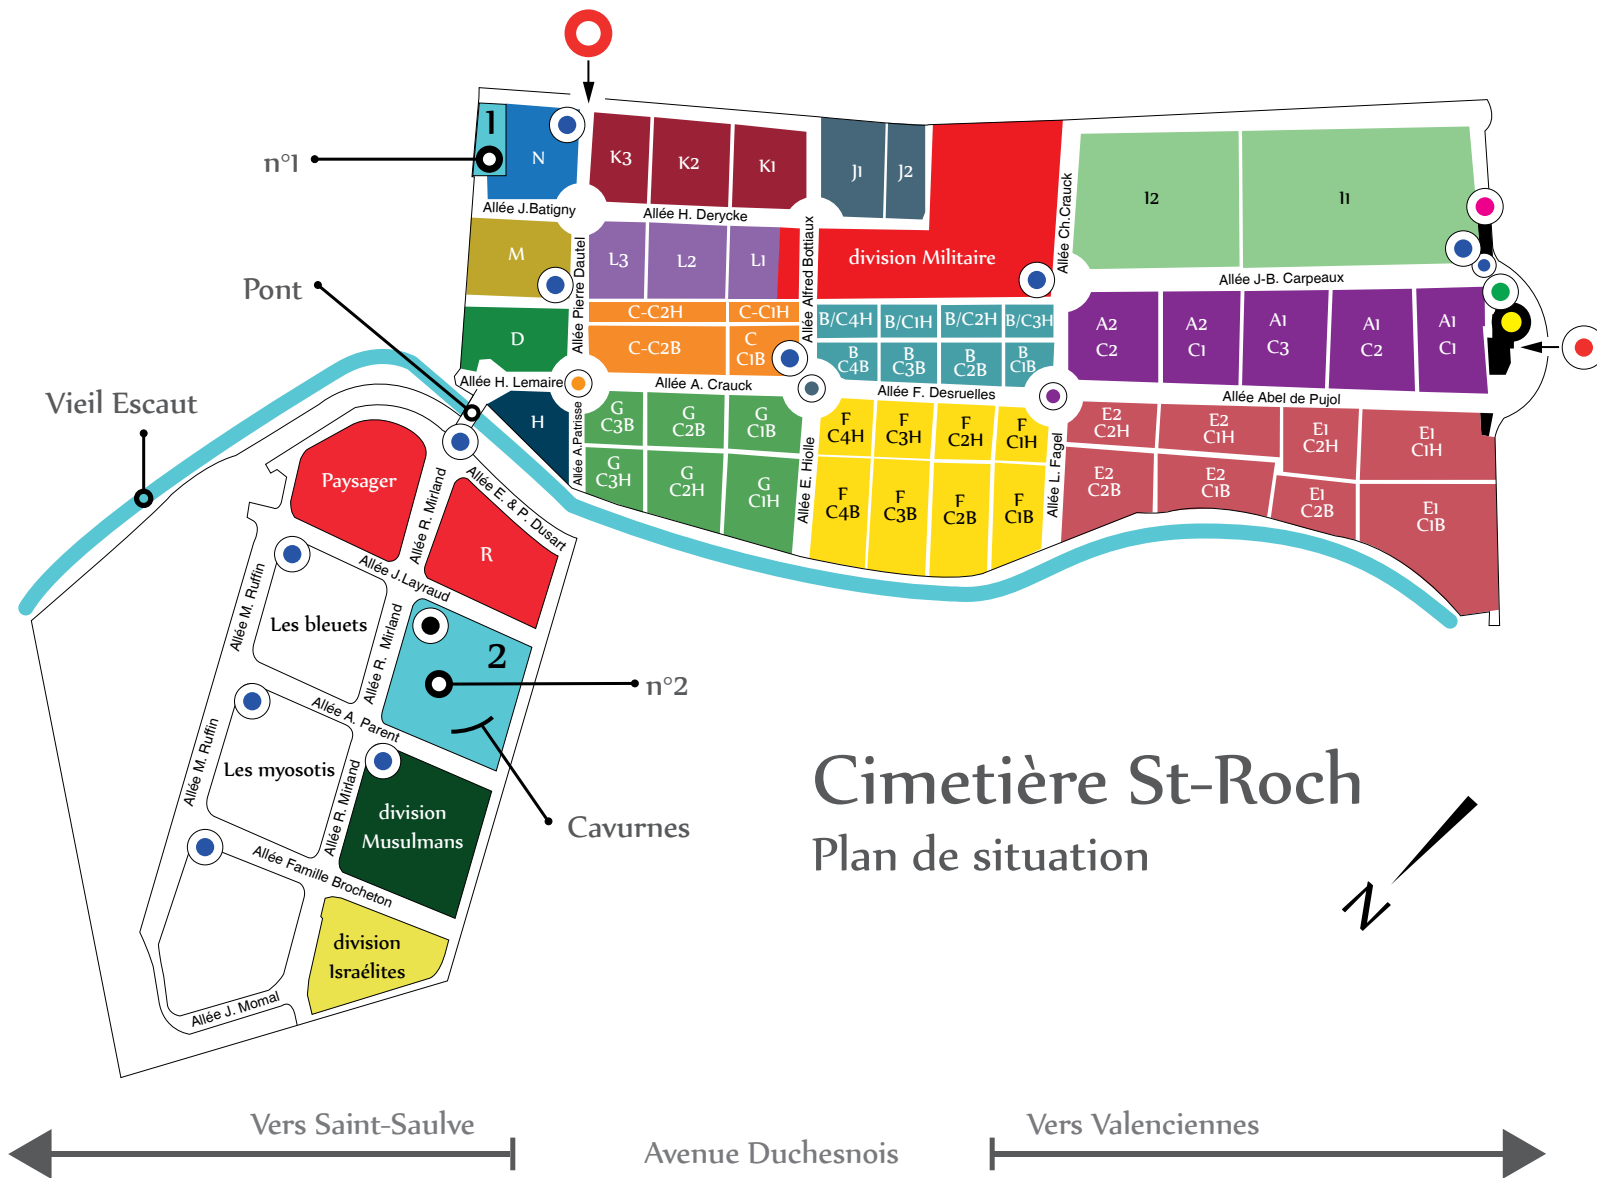 1
n°1
N
K3
K2
K1
J1
J2
I2
I1
Allée J.Batigny
Allée H. Derycke
Allée Ch.Crauck
Allée Pierre Dautel
Allée Alfred Bottiaux
M
L3
L2
L1
division Militaire
Allée J-B. Carpeaux
Pont
D
C-C2H
C-C1H
C-C2B
C
C1B
B/C4H
B/C1H
B/C2H
B/C3H
B
C4B
B
C3B
B
C2B
B
C1B
A2
C2
A2
C1
A1
C3
A1
C2
A1
C1
Allée H. Lemaire
Allée A. Crauck
Allée F. Desruelles
Allée Abel de Pujol
Vieil Escaut
H
Allée A.Patrisse
G
C3B
G
C2B
G
C1B
G
C3H
G
C2H
G
C1H
Allée E. Hiolle
F
C4H
F
C3H
F
C2H
F
C1H
F
C4B
F
C3B
F
C2B
F
C1B
Allée L. Fagel
E2
C2H
E2
C1H
E1
C2H
E1
C1H
E2
C2B
E2
C1B
E1
C2B
E1
C1B
Paysager
Allée R. Mirland
Allée E. & P. Dusart
R
Allée J.Layraud
Allée M. Ruffin
Les bleuets
Allée R. Mirland
2
n°2
Allée A. Parent
Cavurnes
Allée M. Ruffin
Les myosotis
Allée R. Mirland
division
Musulmans
Allée Famille Brocheton
division
Israélites
Allée J. Momal
Cimetière St-Roch
Plan de situation
N
Vers Saint-Saulve
Avenue Duchesnois
Vers Valenciennes